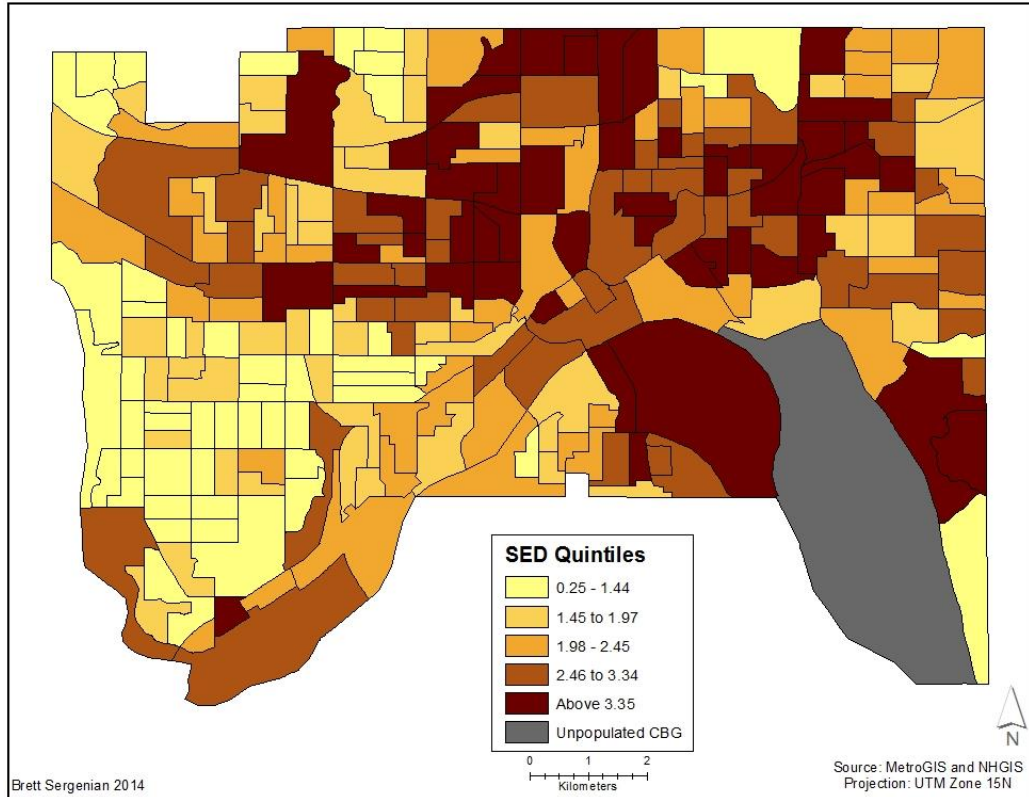 SED Quintiles
0.25 - 1.44
1.45 to 1.97
1.98 - 2.45
2.46 to 3.34
Above 3.35
Unpopulated CBG
0 1 2
Kilometers
N
Brett Sergenian 2014
Source: MetroGIS and NHGIS
Projection: UTM Zone 15N